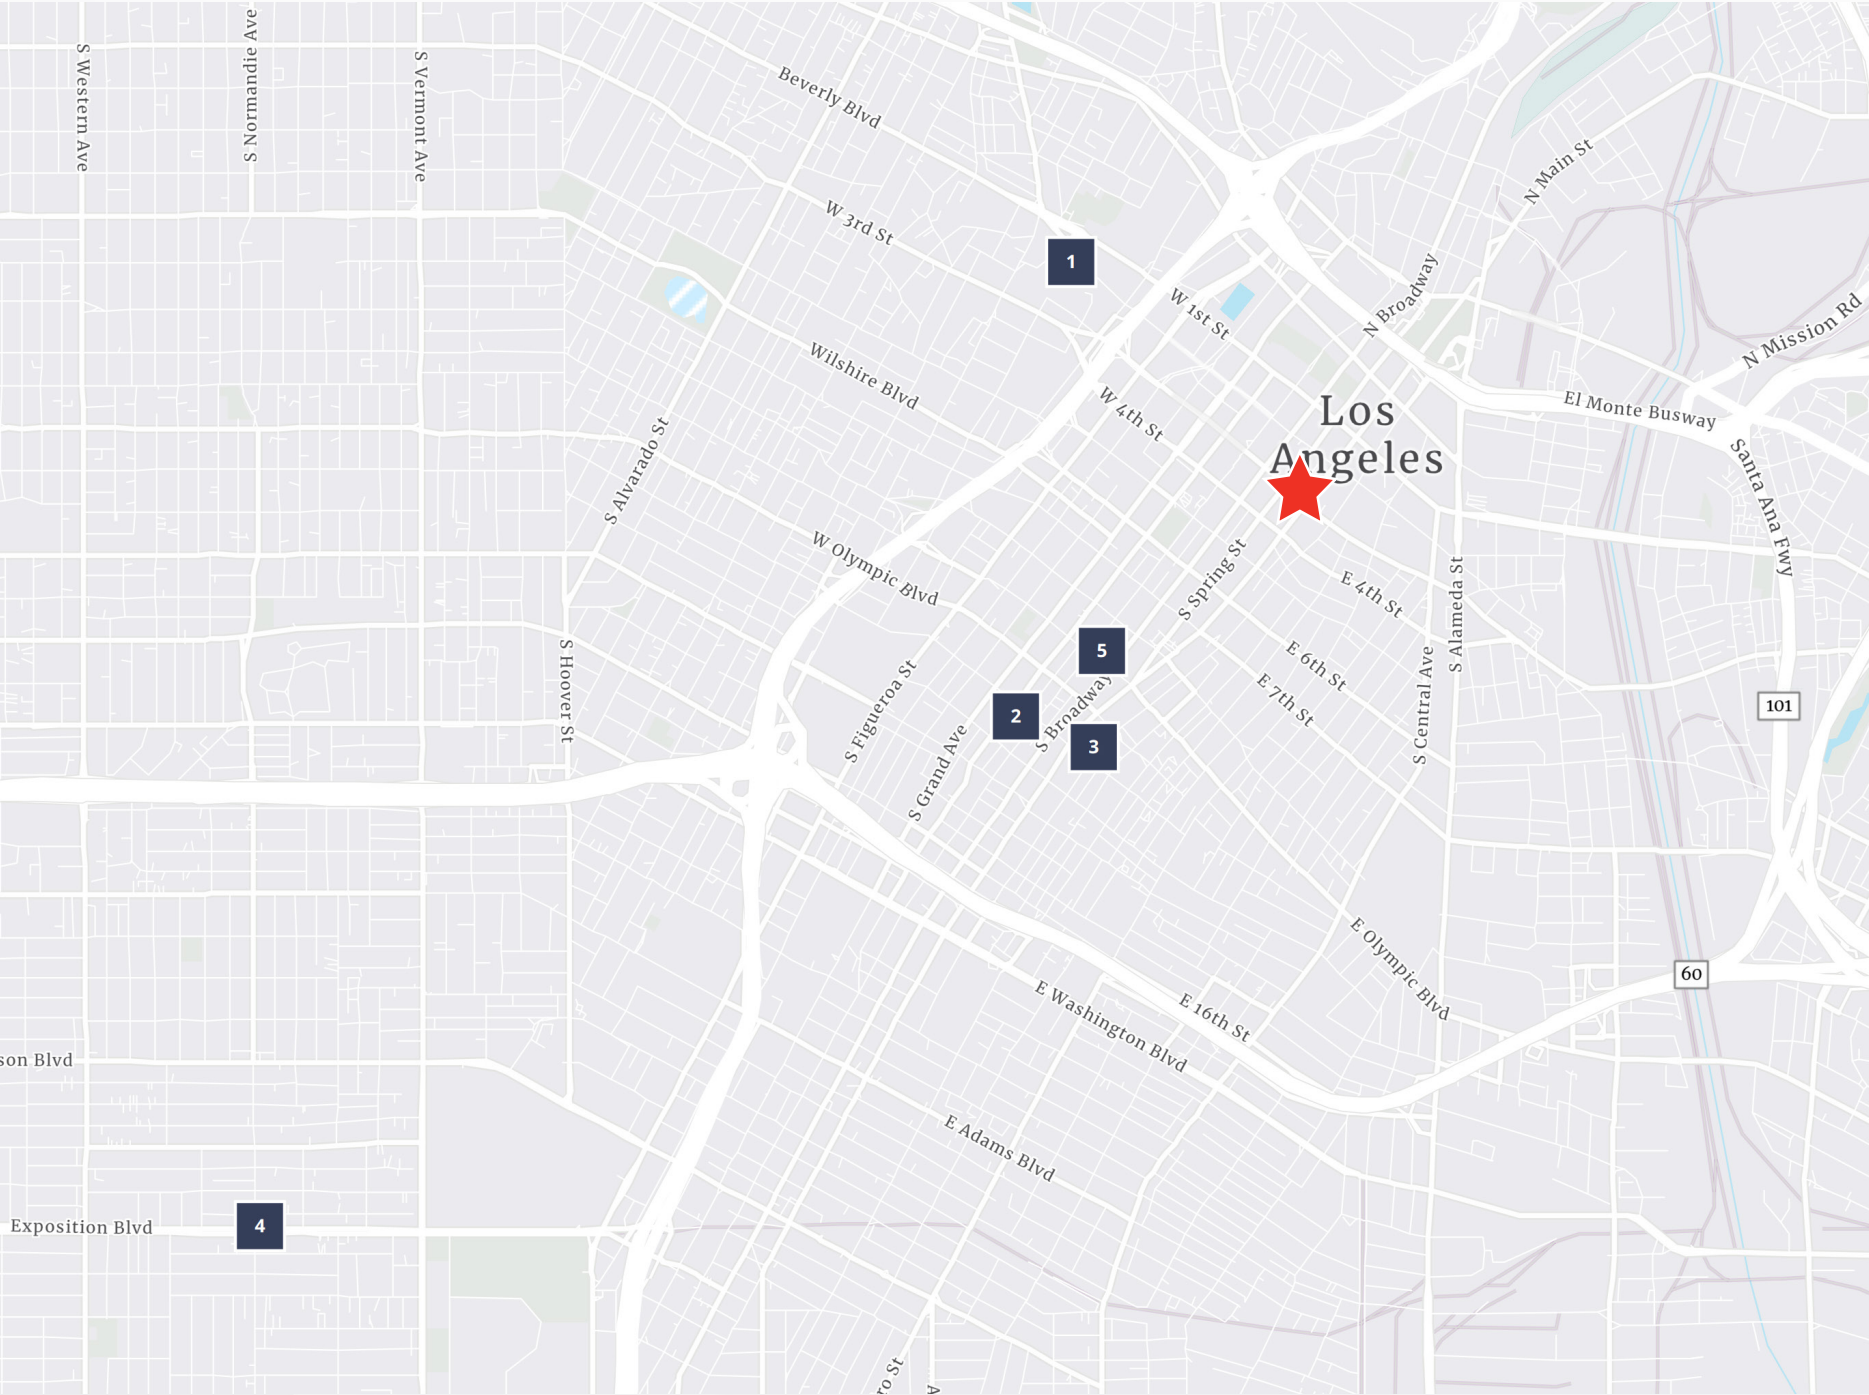 S Western Ave
S Normandie Ave
S Vermont Ave
Beverly Blvd
N Main St
W 3rd St
1
W 1st St
N Broadway
N Mission Rd
Wilshire Blvd
W 4th St
Los
Angeles
El Monte Busway
S Alvarado St
Santa Ana Fwy
W Olympic Blvd
S Spring St
E 4th St
S Alameda St
S Hoover St
5
E 6th St
S Central Ave
S Figueroa St
2
S Broadway
E 7th St
101
3
S Grand Ave
E Olympic Blvd
60
E Washington Blvd
E 16th St
son Blvd
E Adams Blvd
Exposition Blvd
4
ro St
A